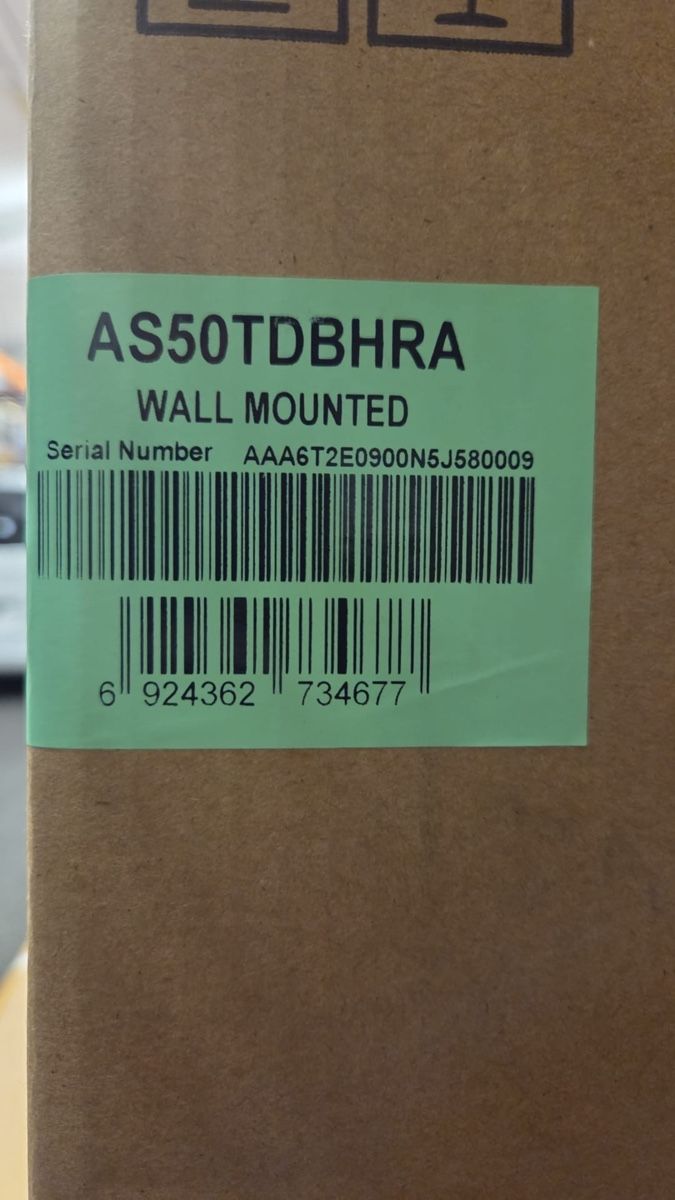 AS50TDBHRA
WALL MOUNTED
Serial Number AAA6T2E0900N5J580009
6 924362 734677